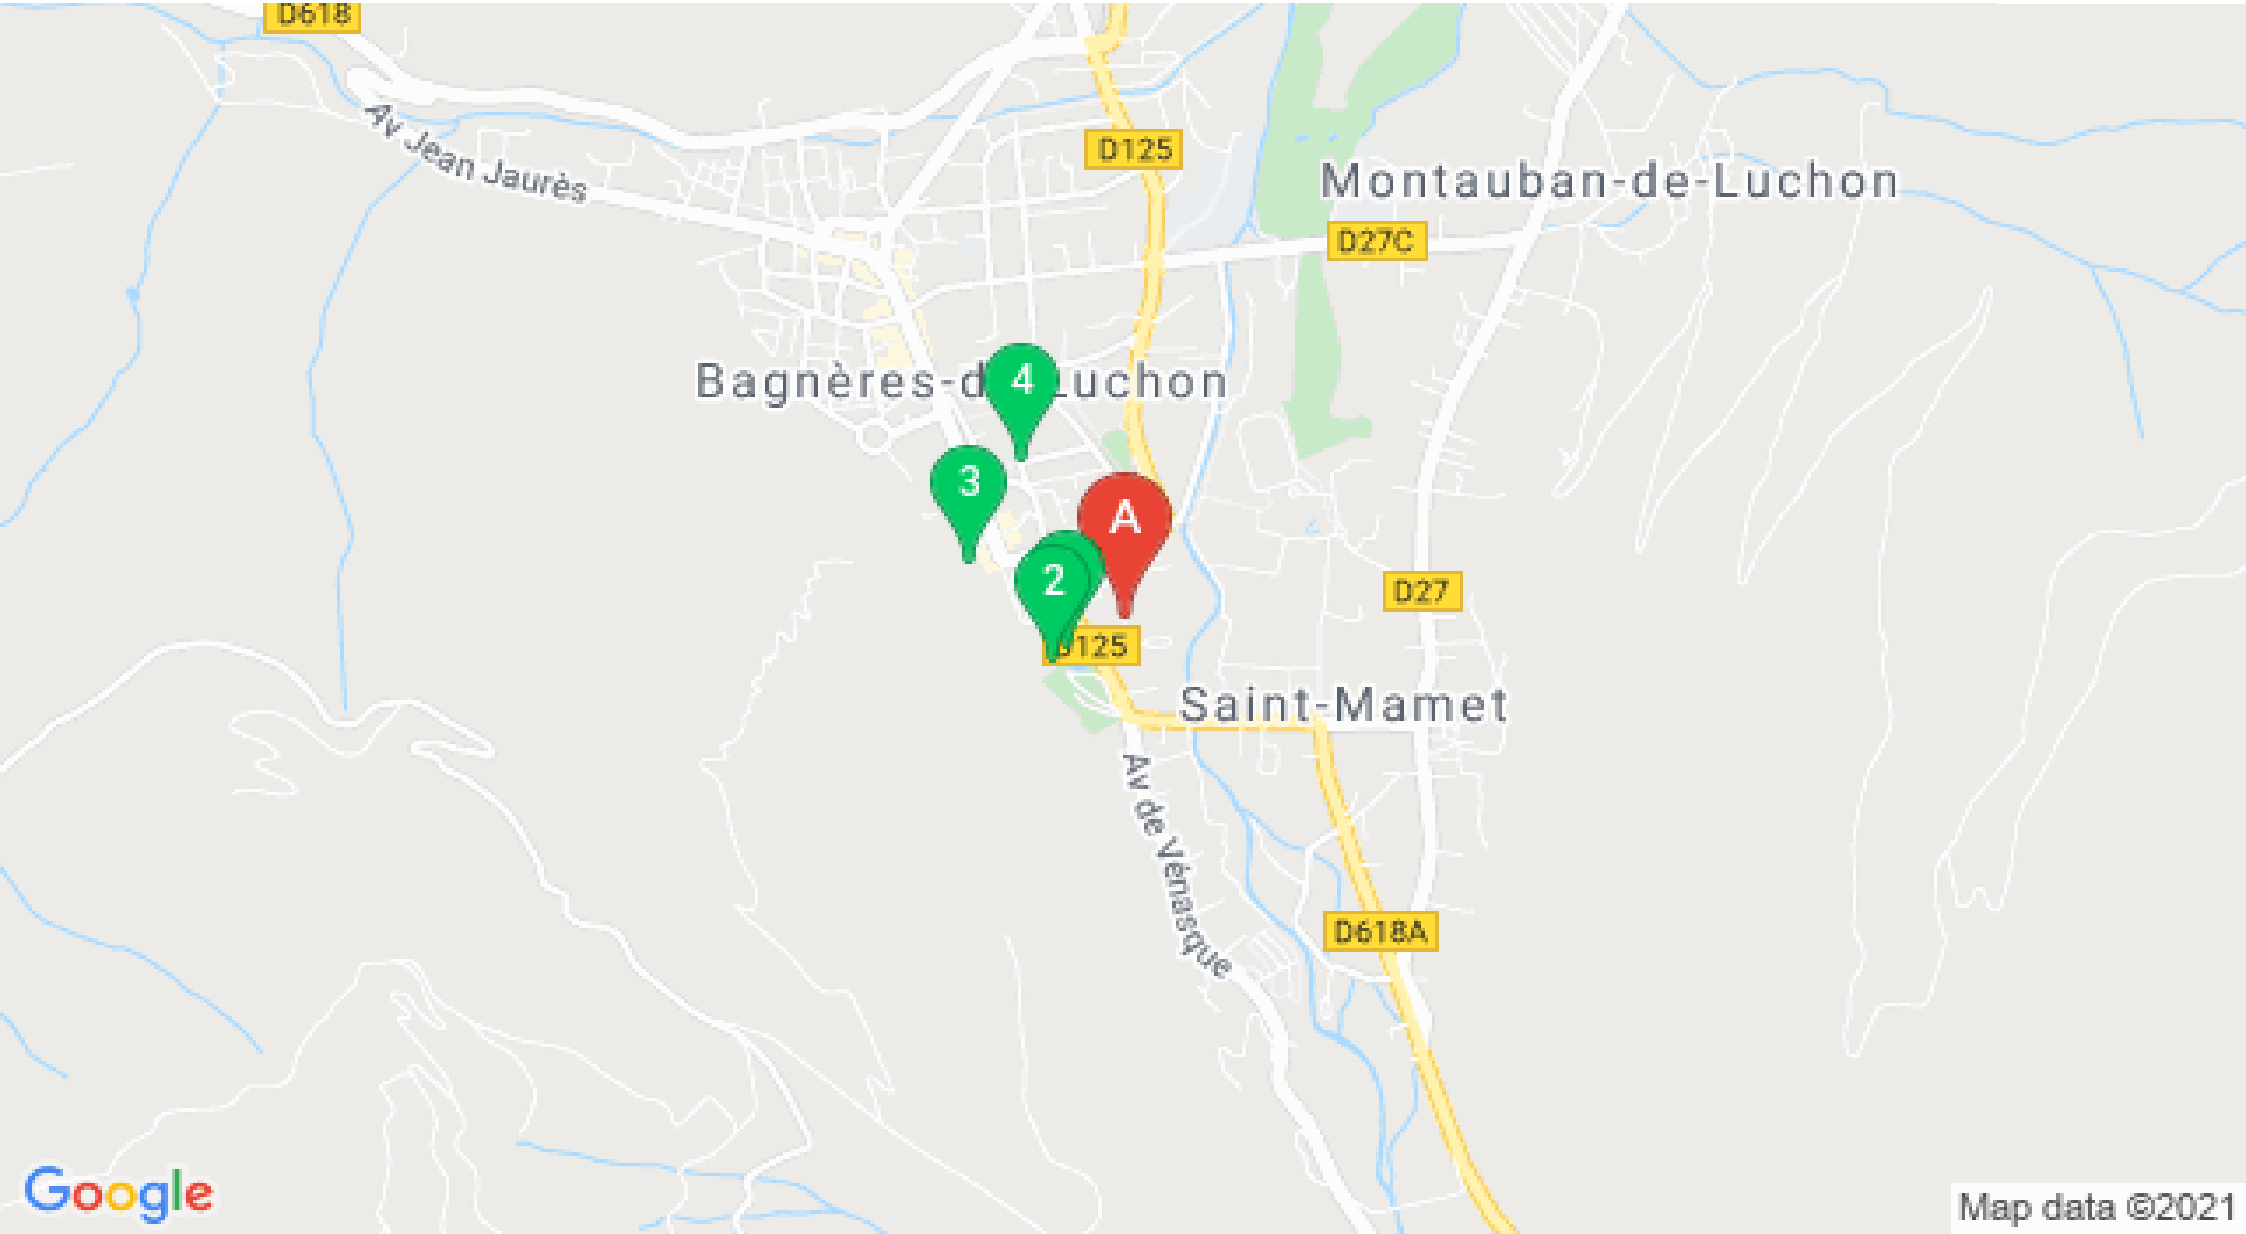 D618
Av Jean Jaurès
D125
Montauban-de-Luchon
D27C
Bagnères-d Luchon
4
3
A
2
D27
D125
Saint-Mamet
Av de Vénasque
D618A
Google
Map data ©2021